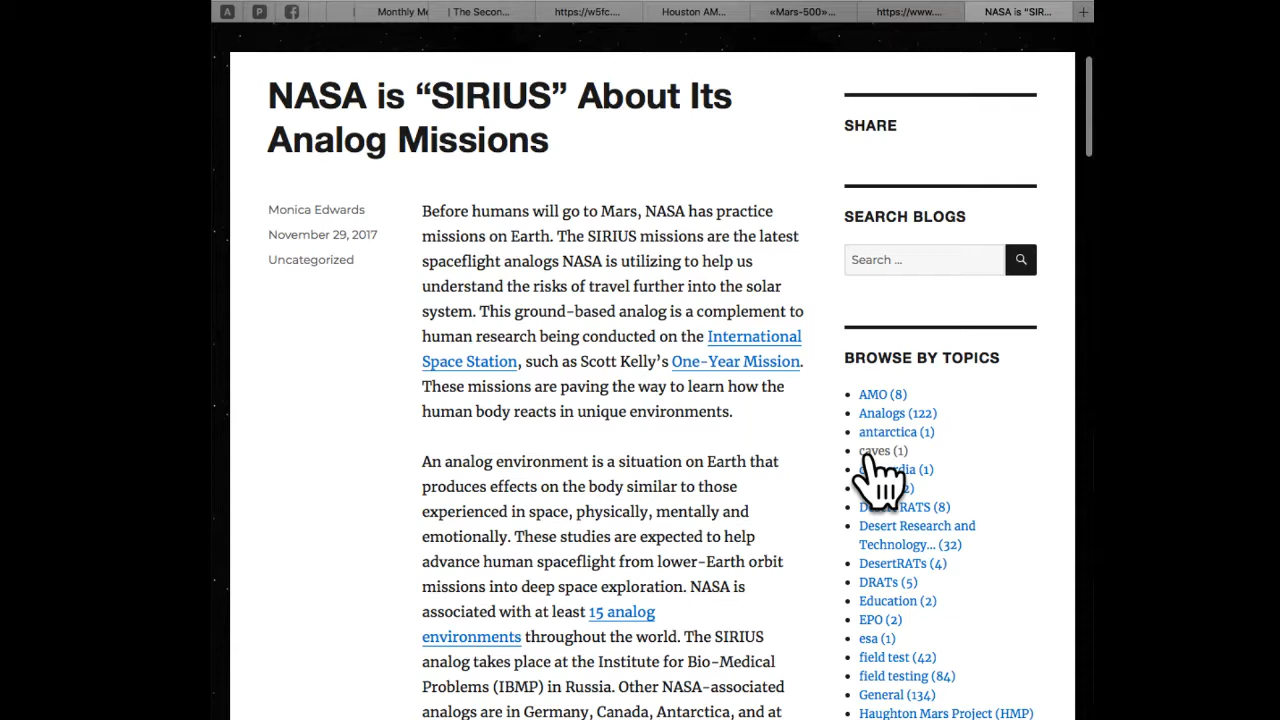 Monthly Me
| The Secon...
https://w5fc....
Houston AM...
«Mars-500»...
https://www....
NASA is “SIR...
NASA is “SIRIUS” About Its
Analog Missions
Monica Edwards
November 29, 2017
Uncategorized
Before humans will go to Mars, NASA has practice
missions on Earth. The SIRIUS missions are the latest
spaceflight analogs NASA is utilizing to help us
understand the risks of travel further into the solar
system. This ground-based analog is a complement to
human research being conducted on the International
Space Station, such as Scott Kelly’s One-Year Mission.
These missions are paving the way to learn how the
human body reacts in unique environments.
An analog environment is a situation on Earth that
produces effects on the body similar to those
experienced in space, physically, mentally and
emotionally. These studies are expected to help
advance human spaceflight from lower-Earth orbit
missions into deep space exploration. NASA is
associated with at least 15 analog
environments throughout the world. The SIRIUS
analog takes place at the Institute for Bio-Medical
Problems (IBMP) in Russia. Other NASA-associated
analogs are in Germany, Canada, Antarctica, and at
SHARE
SEARCH BLOGS
Search ...
BROWSE BY TOPICS
AMO (8)
Analogs (122)
antarctica (1)
caves (1)
(1)
RATS (8)
Desert Research and
Technology... (32)
DesertRATs (4)
DRATs (5)
Education (2)
EPO (2)
esa (1)
field test (42)
field testing (84)
General (134)
Haughton Mars Project (HMP)